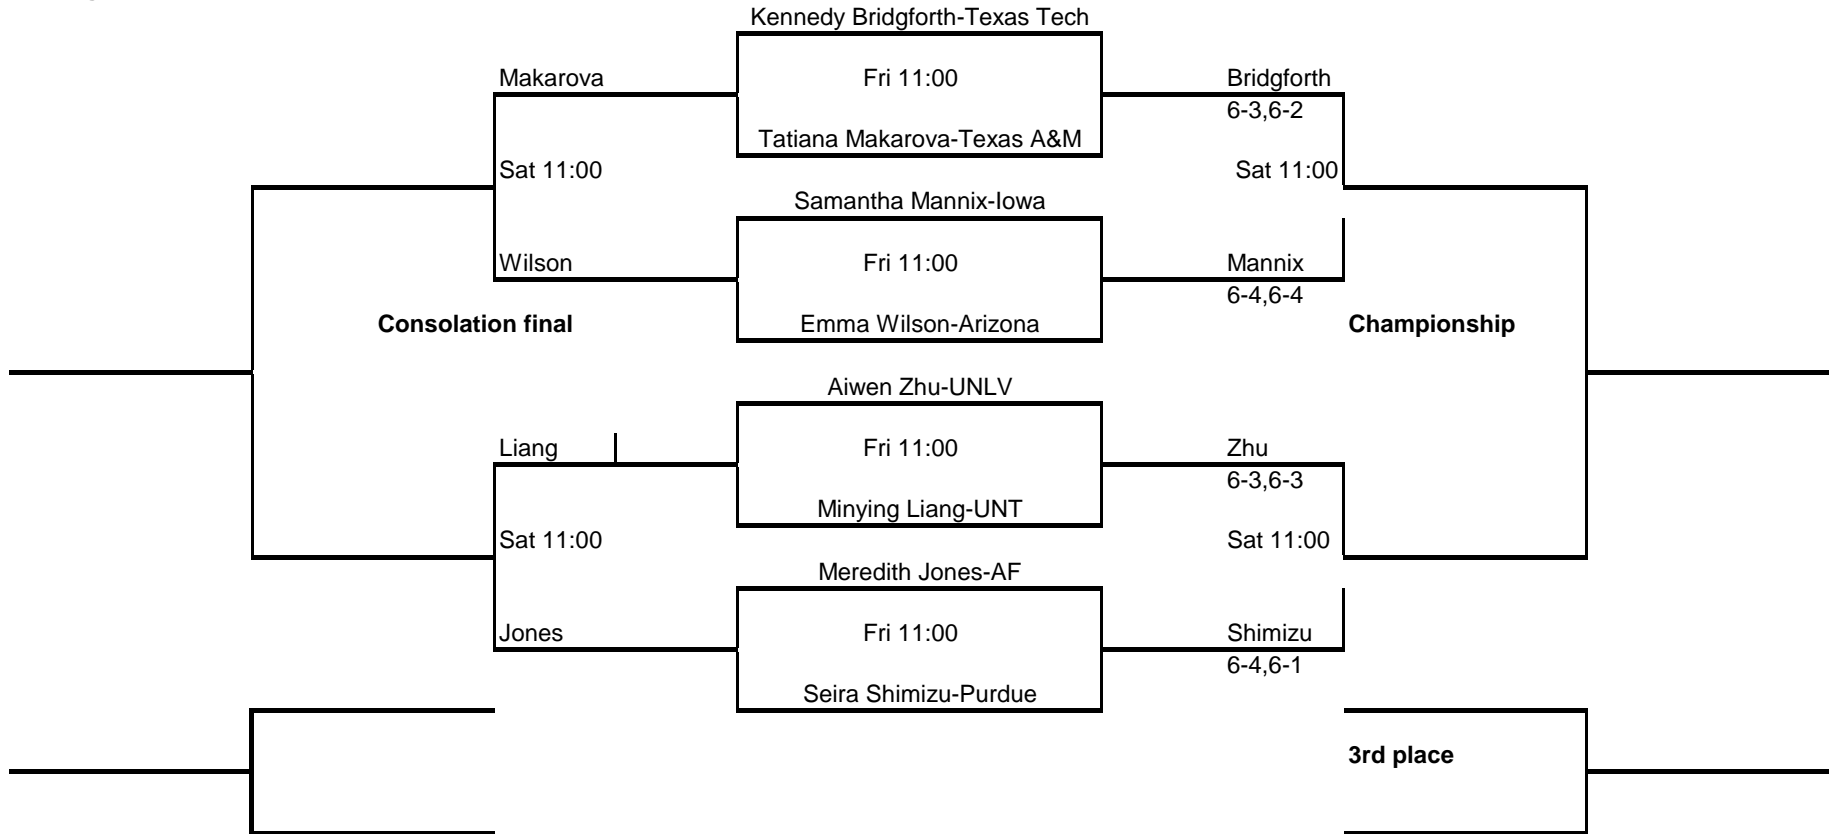 Kennedy Bridgforth-Texas Tech
Makarova
Fri 11:00
Bridgforth
6-3,6-2
Tatiana Makarova-Texas A&M
Sat 11:00
Sat 11:00
Samantha Mannix-Iowa
Wilson
Fri 11:00
Mannix
6-4,6-4
Consolation final
Emma Wilson-Arizona
Championship
Aiwen Zhu-UNLV
Liang
Fri 11:00
Zhu
6-3,6-3
Minying Liang-UNT
Sat 11:00
Sat 11:00
Meredith Jones-AF
Jones
Fri 11:00
Shimizu
6-4,6-1
Seira Shimizu-Purdue
3rd place